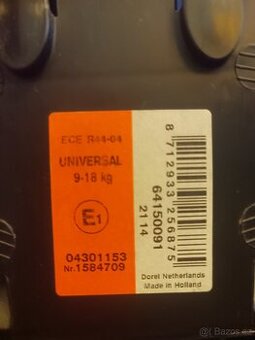 ECE R44-04
UNIVERSAL
9-18 kg
E1
04301153
Nr.1584709
8 712933 256875
64150091
2114
Dorel Netherlands
Made in Holland